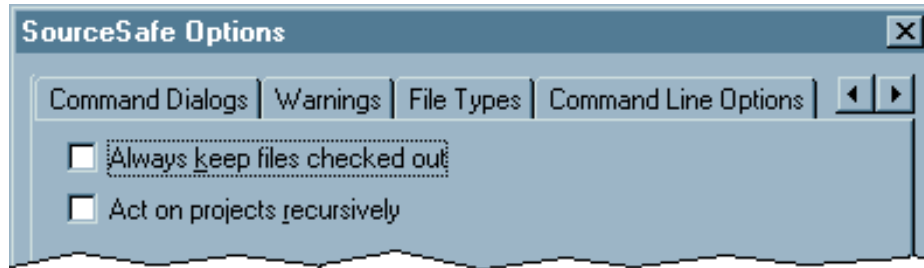 SourceSafe Options
Command Dialogs Warnings File Types Command Line Options
Always keep files checked out
Act on projects recursively